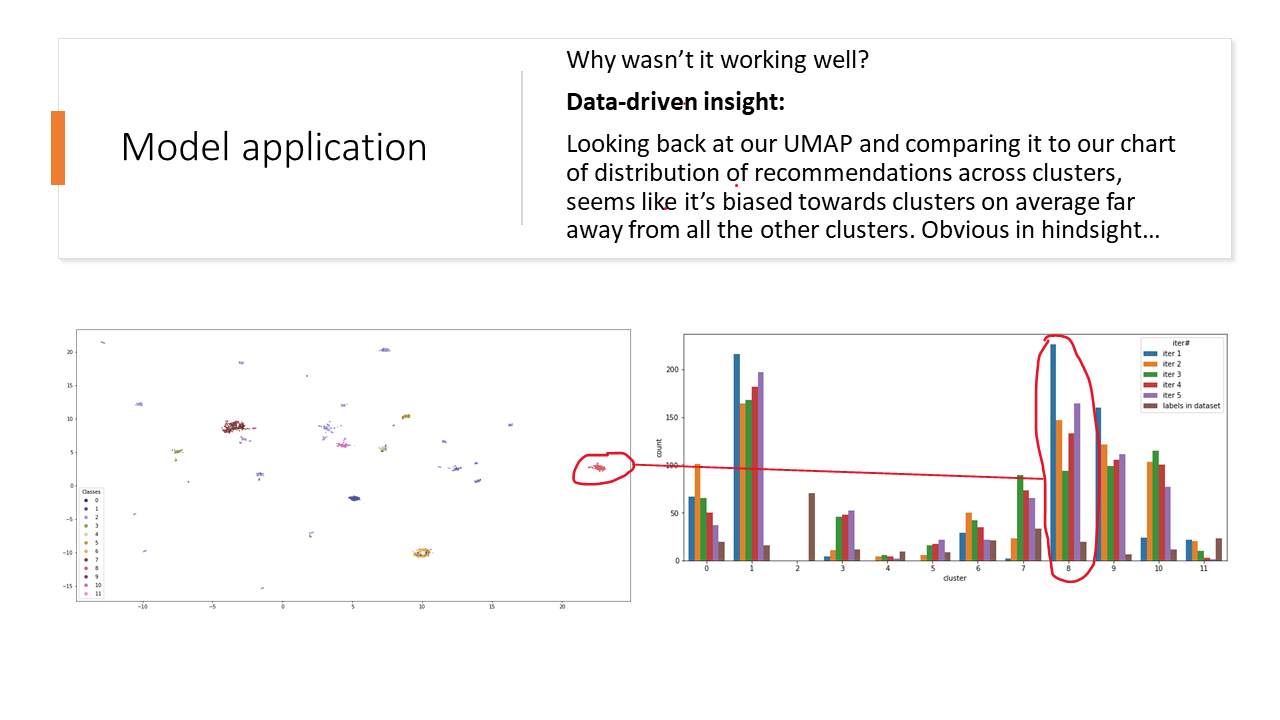 Model application
Why wasn't it working well?
Data-driven insight:
Looking back at our UMAP and comparing it to our chart
of distribution of recommendations across clusters,
seems like it's biased towards clusters on average far
away from all the other clusters. Obvious in hindsight…
20
15
10
5
0
−5
−10
−15
−10
−5
0
5
10
15
20
Classes
0
1
2
3
4
5
6
7
8
9
10
11
count
200
150
100
50
0
0
1
2
3
4
5
6
7
8
9
10
11
cluster
iter#
iter 1
iter 2
iter 3
iter 4
iter 5
labels in dataset